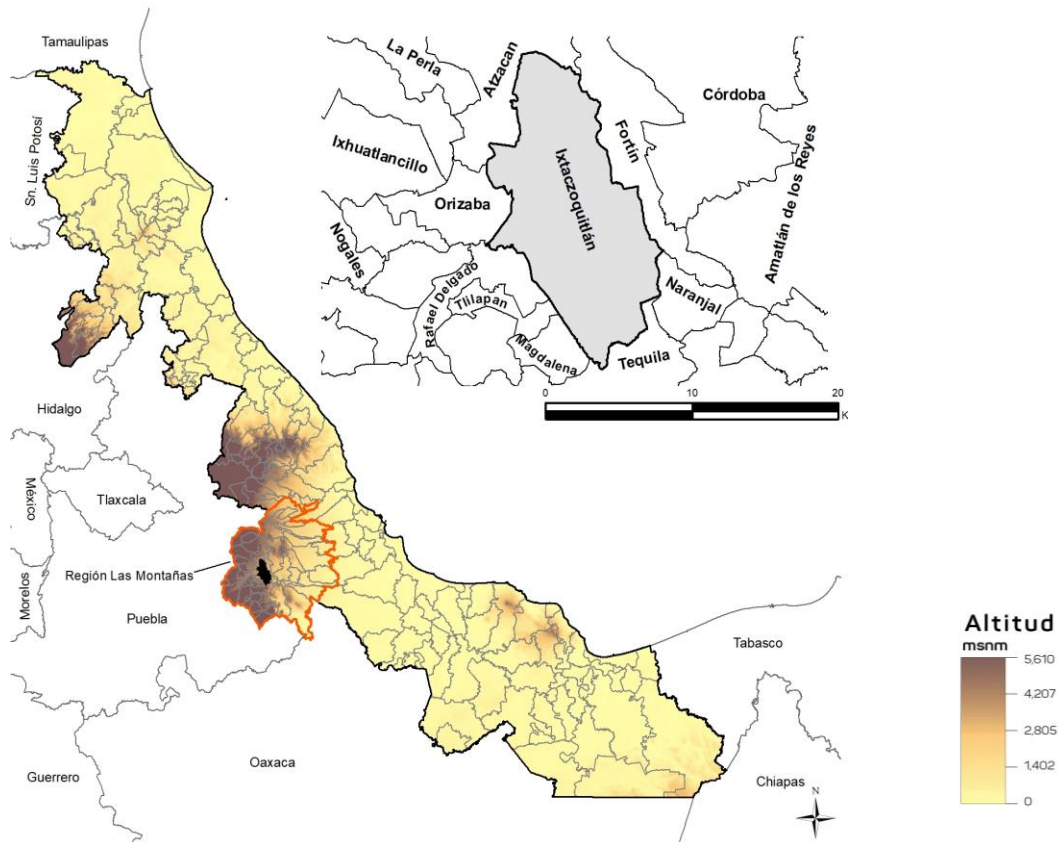 Tamaulipas
Sn. Luis Potosí
Hidalgo
México
Tlaxcala
Morelos
Región Las Montañas
Puebla
Guerrero
Oaxaca
Tabasco
Chiapas
La Perla
Atzacan
Córdoba
Ixhuatlancillo
Fortín
Amatlán de los Reyes
Ixtaczoquitlán
Orizaba
Nogales
Rafael Delgado
Tlilapan
Naranjal
Magdalena
Tequila
0 10 20
K
Altitud
msnm
5,610
4,207
2,805
1402
0
N